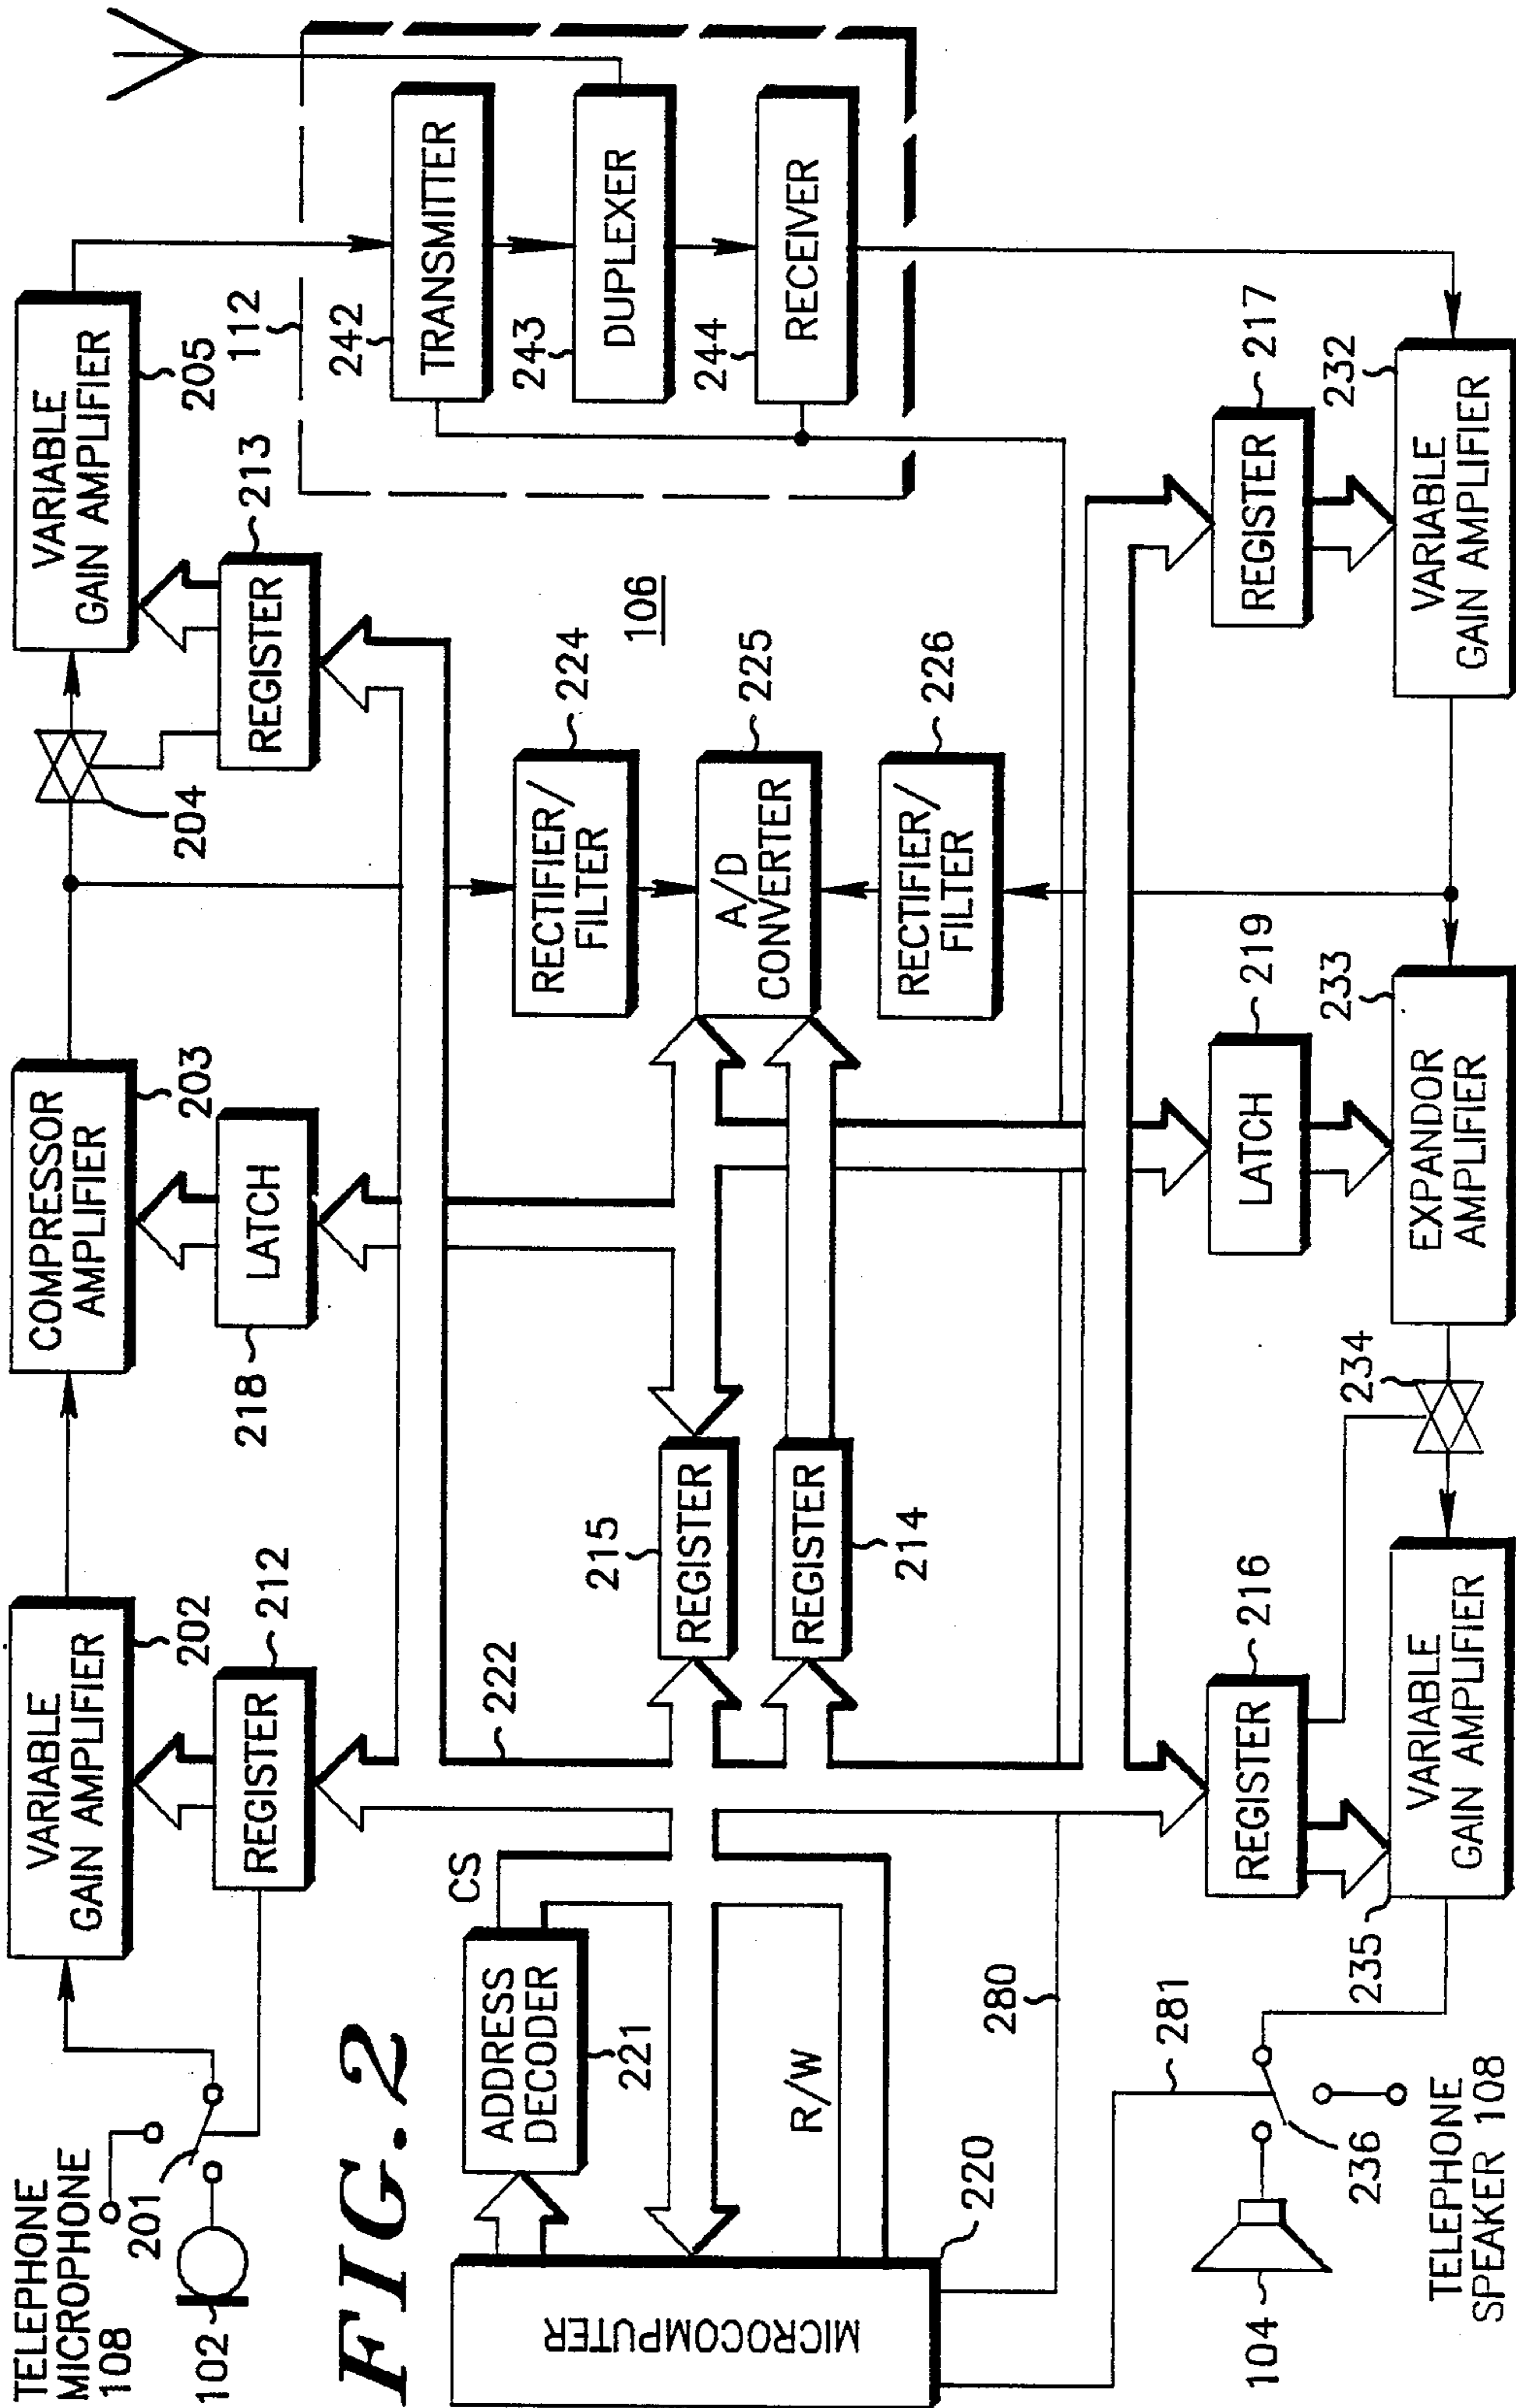 TELEPHONE
MICROPHONE
108
201
102
VARIABLE
GAIN AMPLIFIER
202
REGISTER
212
COMPRESSOR
AMPLIFIER
203
LATCH
218
204
VARIABLE
GAIN AMPLIFIER
205
REGISTER
213
112
TRANSMITTER
242
DUPLEXER
243
RECEIVER
244
FIG. 2
ADDRESS
DECODER
221
CS
R/W
MICROCOMPUTER
220
222
REGISTER
215
REGISTER
214
RECTIFIER/
FILTER
224
A/D
CONVERTER
225
RECTIFIER/
FILTER
226
106
280
281
104
236
TELEPHONE
SPEAKER 108
REGISTER
216
VARIABLE
GAIN AMPLIFIER
235
234
LATCH
219
EXPANDOR
AMPLIFIER
233
REGISTER
217
VARIABLE
GAIN AMPLIFIER
232